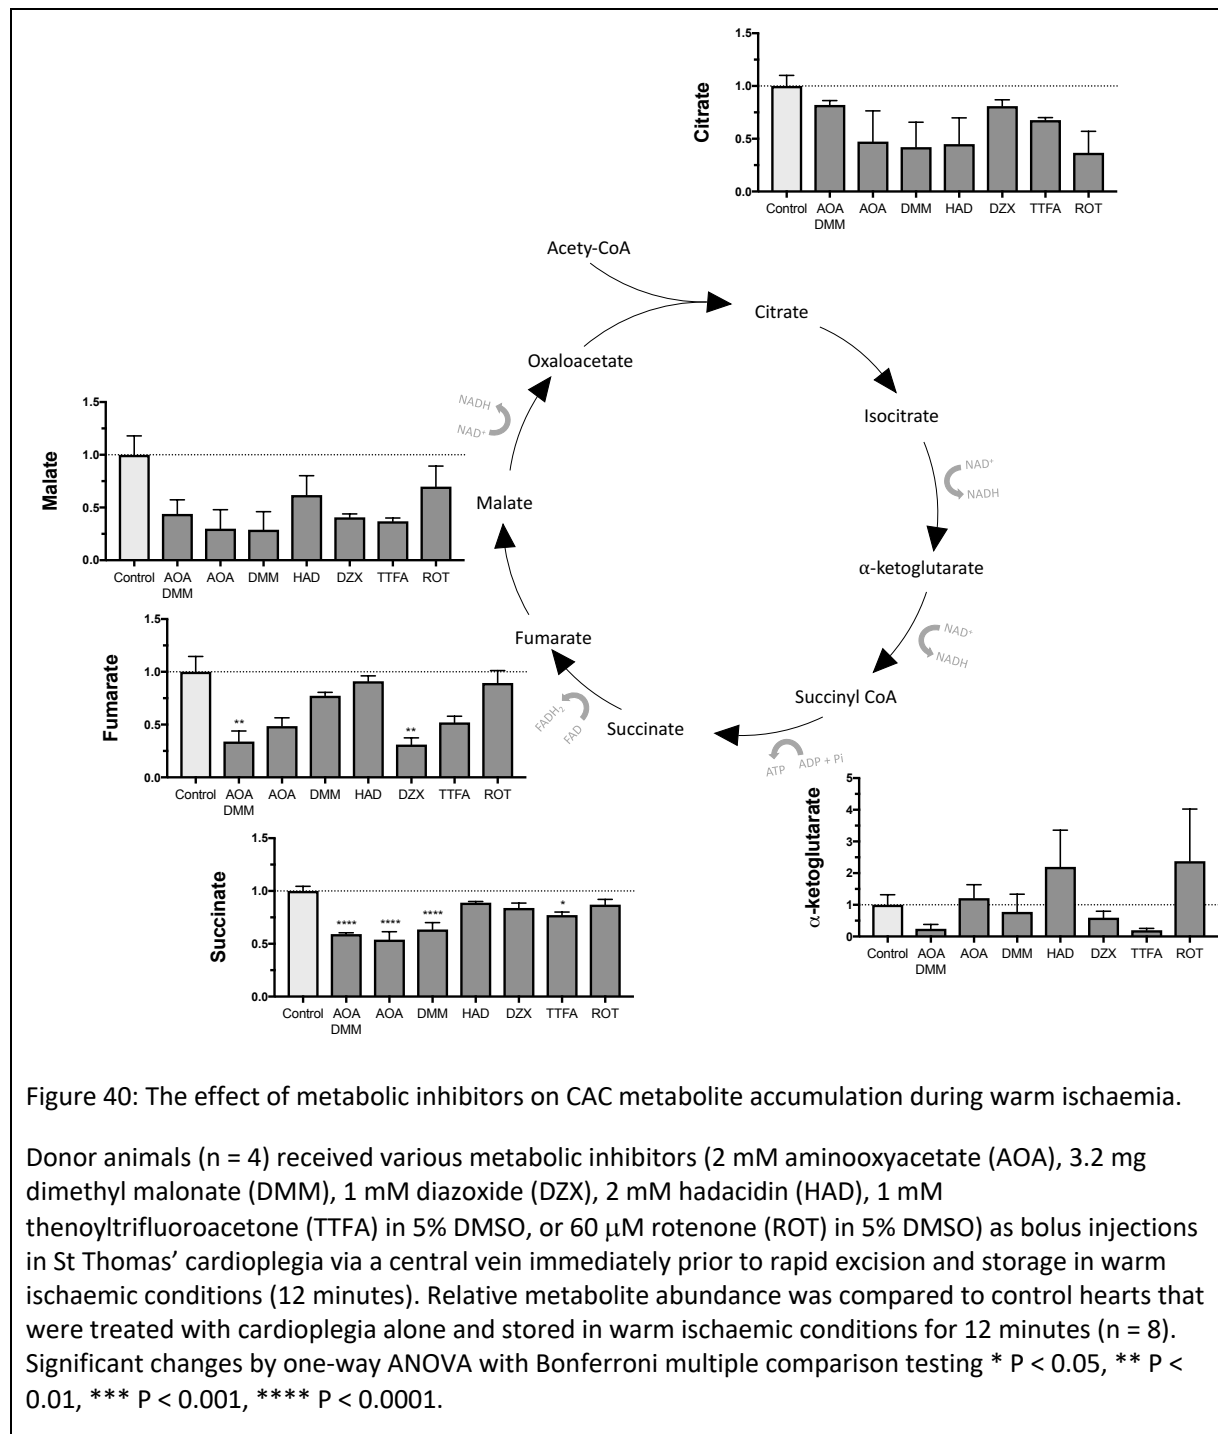 1.5
1.0
0.5
0.0
Citrate
Control AOA AOA DMM HAD DZX TTFA ROT
DMM
Acety-CoA
Citrate
Oxaloacetate
Isocitrate
NADH
NAD⁺
NAD⁺
NADH
1.5
1.0
0.5
0.0
Malate
Control AOA AOA DMM HAD DZX TTFA ROT
DMM
Malate
α-ketoglutarate
NAD⁺
NADH
Fumarate
Succinyl CoA
Succinate
FADH₂
FAD
ATP ADP + Pi
1.5
1.0
0.5
0.0
Fumarate
** **
Control AOA AOA DMM HAD DZX TTFA ROT
DMM
5
4
3
2
1
0
α-ketoglutarate
Control AOA AOA DMM HAD DZX TTFA ROT
DMM
1.5
1.0
0.5
0.0
Succinate
**** **** **** *
Control AOA AOA DMM HAD DZX TTFA ROT
DMM
Figure 40: The effect of metabolic inhibitors on CAC metabolite accumulation during warm ischaemia.
Donor animals (n = 4) received various metabolic inhibitors (2 mM aminooxyacetate (AOA), 3.2 mg
dimethyl malonate (DMM), 1 mM diazoxide (DZX), 2 mM hadacidin (HAD), 1 mM
thenoyltrifluoroacetone (TTFA) in 5% DMSO, or 60 μM rotenone (ROT) in 5% DMSO) as bolus injections
in St Thomas’ cardioplegia via a central vein immediately prior to rapid excision and storage in warm
ischaemic conditions (12 minutes). Relative metabolite abundance was compared to control hearts that
were treated with cardioplegia alone and stored in warm ischaemic conditions for 12 minutes (n = 8).
Significant changes by one-way ANOVA with Bonferroni multiple comparison testing * P < 0.05, ** P <
0.01, *** P < 0.001, **** P < 0.0001.